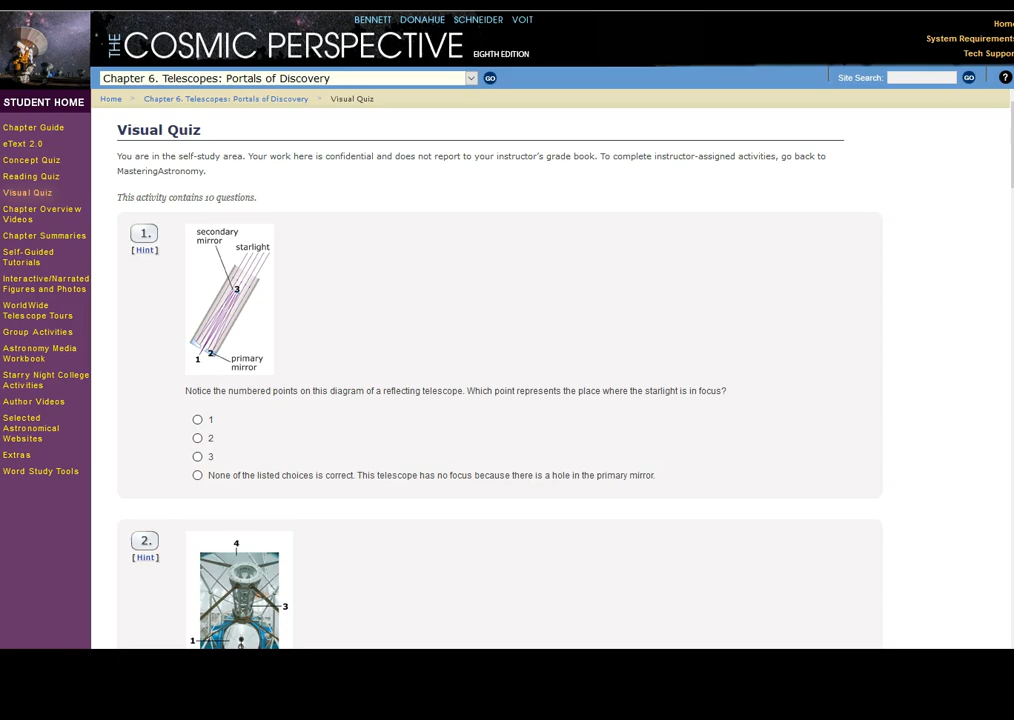 BENNETT DONAHUE SCHNEIDER VOIT
THE COSMIC PERSPECTIVE EIGHTH EDITION
Home
System Requirements
Tech Suppor
Chapter 6. Telescopes: Portals of Discovery
GO
Site Search:
GO
?
STUDENT HOME
Home > Chapter 6. Telescopes: Portals of Discovery > Visual Quiz
Chapter Guide
eText 2.0
Concept Quiz
Reading Quiz
Visual Quiz
Chapter Overview
Videos
Chapter Summaries
Self-Guided
Tutorials
Interactive/Narrated
Figures and Photos
WorldWide
Telescope Tours
Group Activities
Astronomy Media
Workbook
Starry Night College
Activities
Author Videos
Selected
Astronomical
Websites
Extras
Word Study Tools
Visual Quiz
You are in the self-study area. Your work here is confidential and does not report to your instructor's grade book. To complete instructor-assigned activities, go back to
MasteringAstronomy.
This activity contains 10 questions.
1.
[Hint]
secondary
mirror
starlight
3
1
2
primary
mirror
Notice the numbered points on this diagram of a reflecting telescope. Which point represents the place where the starlight is in focus?
1
2
3
None of the listed choices is correct. This telescope has no focus because there is a hole in the primary mirror.
2.
[Hint]
4
3
1